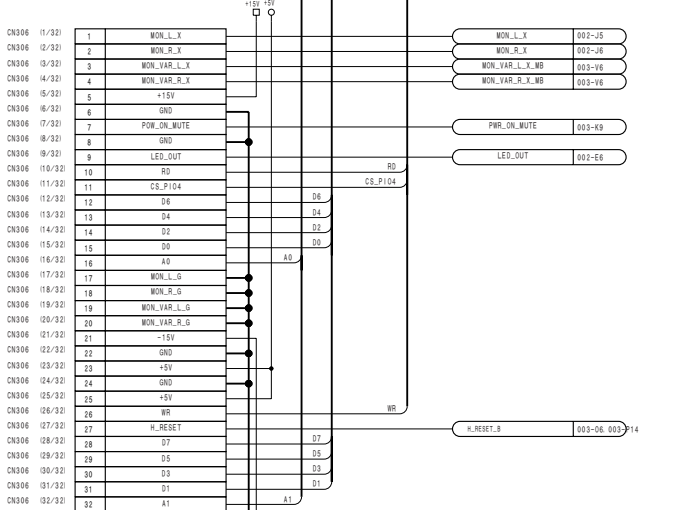 +15V +5V
CN306 (1/32) 1 MON_L_X MON_L_X 002-J5
CN306 (2/32) 2 MON_R_X MON_R_X 002-J6
CN306 (3/32) 3 MON_VAR_L_X MON_VAR_L_X_MB 003-V6
CN306 (4/32) 4 MON_VAR_R_X MON_VAR_R_X_MB 003-V6
CN306 (5/32) 5 +15V
CN306 (6/32) 6 GND
CN306 (7/32) 7 POW_ON_MUTE PWR_ON_MUTE 003-K9
CN306 (8/32) 8 GND
CN306 (9/32) 9 LED_OUT LED_OUT 002-E6
CN306 (10/32) 10 RD RD
CN306 (11/32) 11 CS_PIO4 CS_PIO4
CN306 (12/32) 12 D6 D6
CN306 (13/32) 13 D4 D4
CN306 (14/32) 14 D2 D2
CN306 (15/32) 15 D0 D0
CN306 (16/32) 16 A0 A0
CN306 (17/32) 17 MON_L_G
CN306 (18/32) 18 MON_R_G
CN306 (19/32) 19 MON_VAR_L_G
CN306 (20/32) 20 MON_VAR_R_G
CN306 (21/32) 21 -15V
CN306 (22/32) 22 GND
CN306 (23/32) 23 +5V
CN306 (24/32) 24 GND
CN306 (25/32) 25 +5V
CN306 (26/32) 26 WR WR
CN306 (27/32) 27 H_RESET H_RESET_B 003-O6, 003-P14
CN306 (28/32) 28 D7 D7
CN306 (29/32) 29 D5 D5
CN306 (30/32) 30 D3 D3
CN306 (31/32) 31 D1 D1
CN306 (32/32) 32 A1 A1